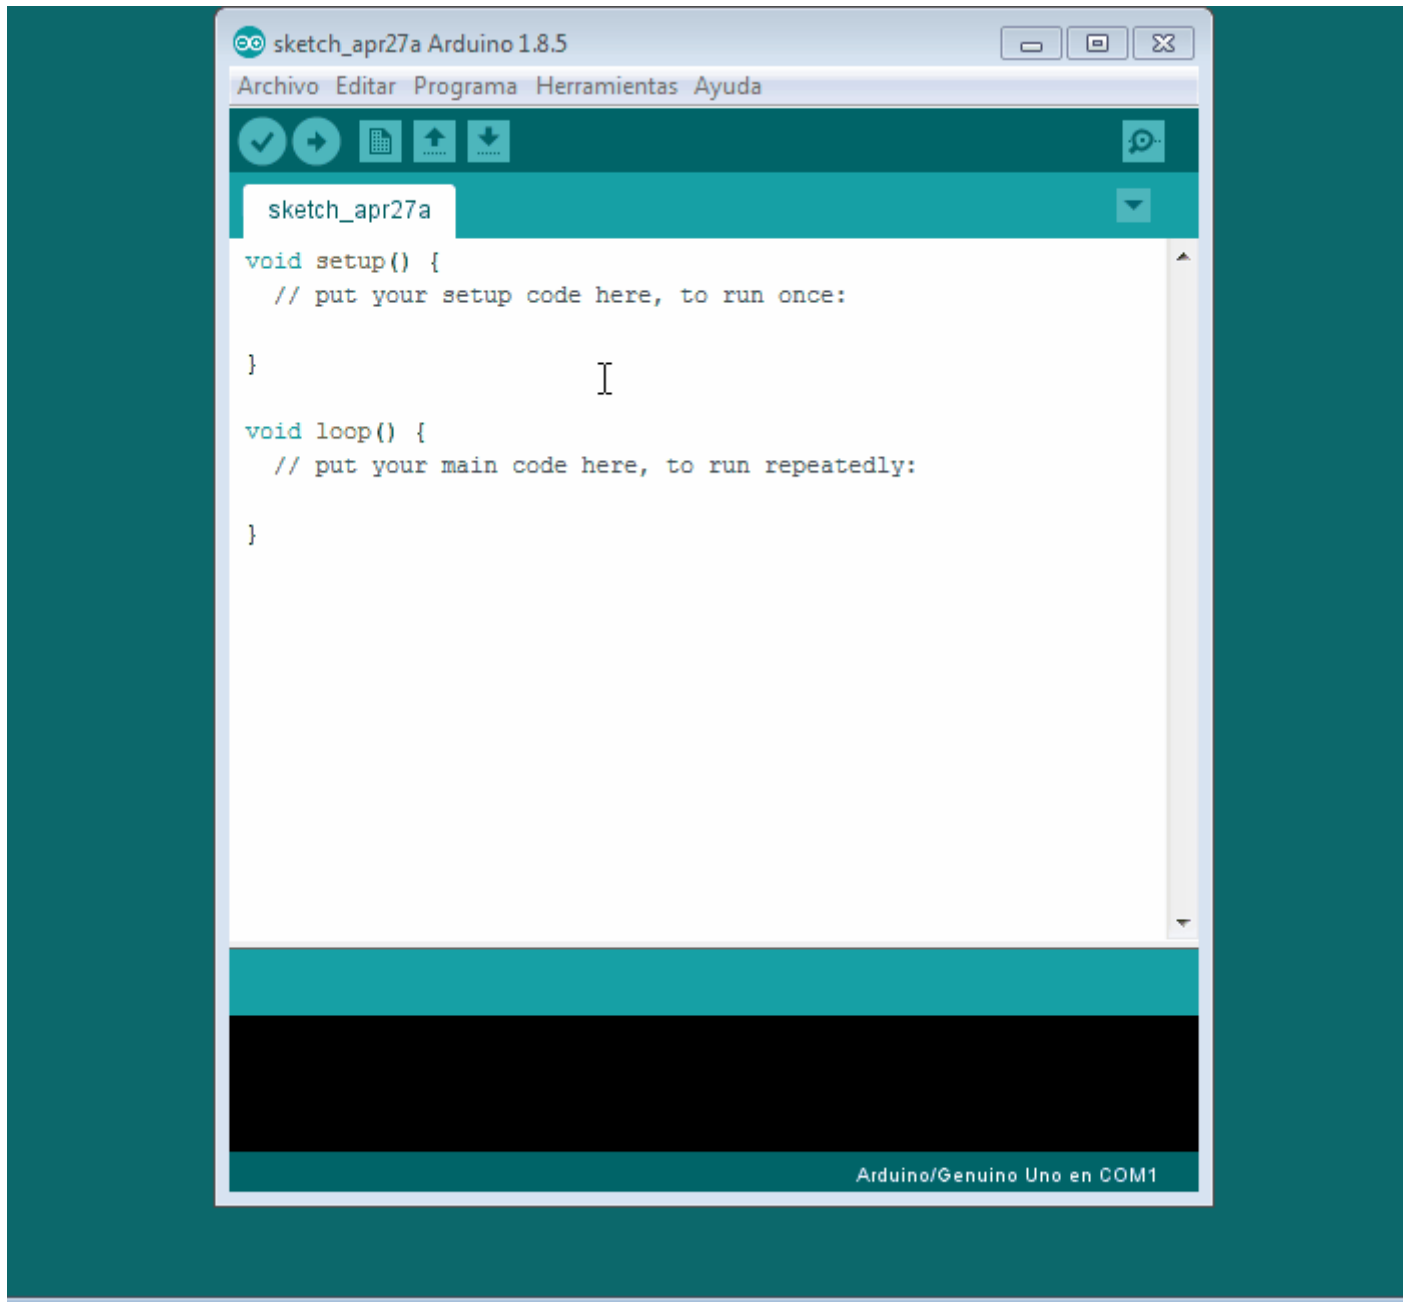 sketch_apr27a Arduino 1.8.5
Archivo Editar Programa Herramientas Ayuda
sketch_apr27a
void setup() {
  // put your setup code here, to run once:
}
void loop() {
  // put your main code here, to run repeatedly:
}
Arduino/Genuino Uno en COM1